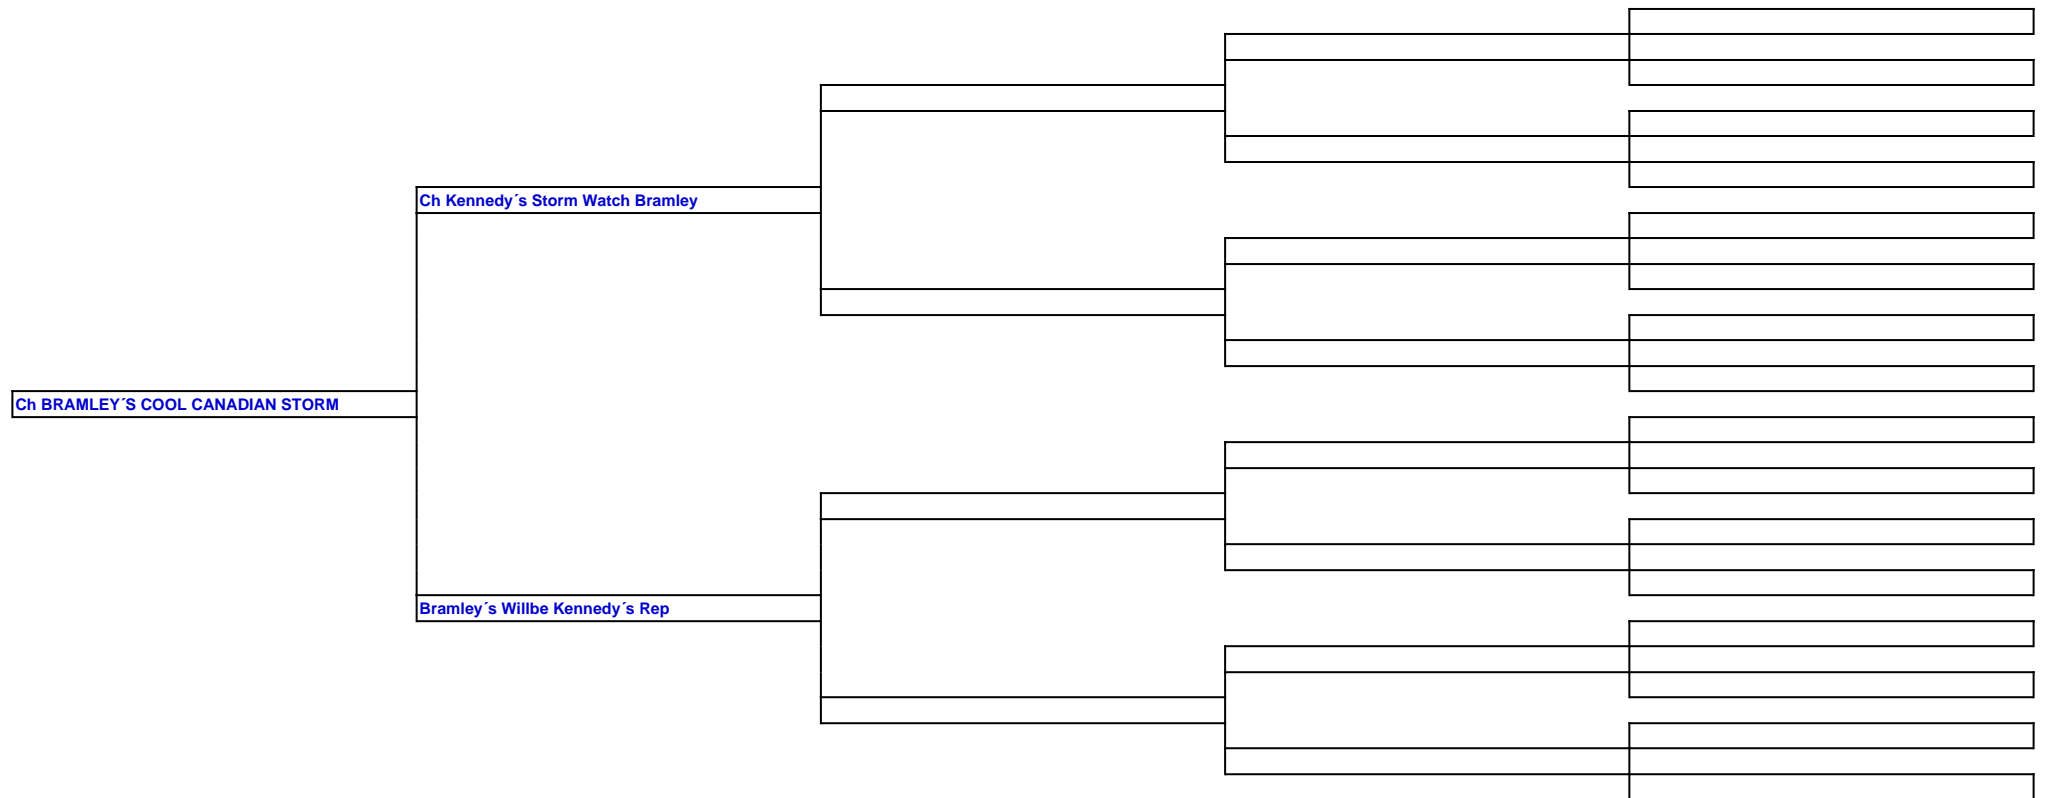 Ch Kennedy´s Storm Watch Bramley
Ch BRAMLEY´S COOL CANADIAN STORM
Bramley´s Willbe Kennedy´s Rep